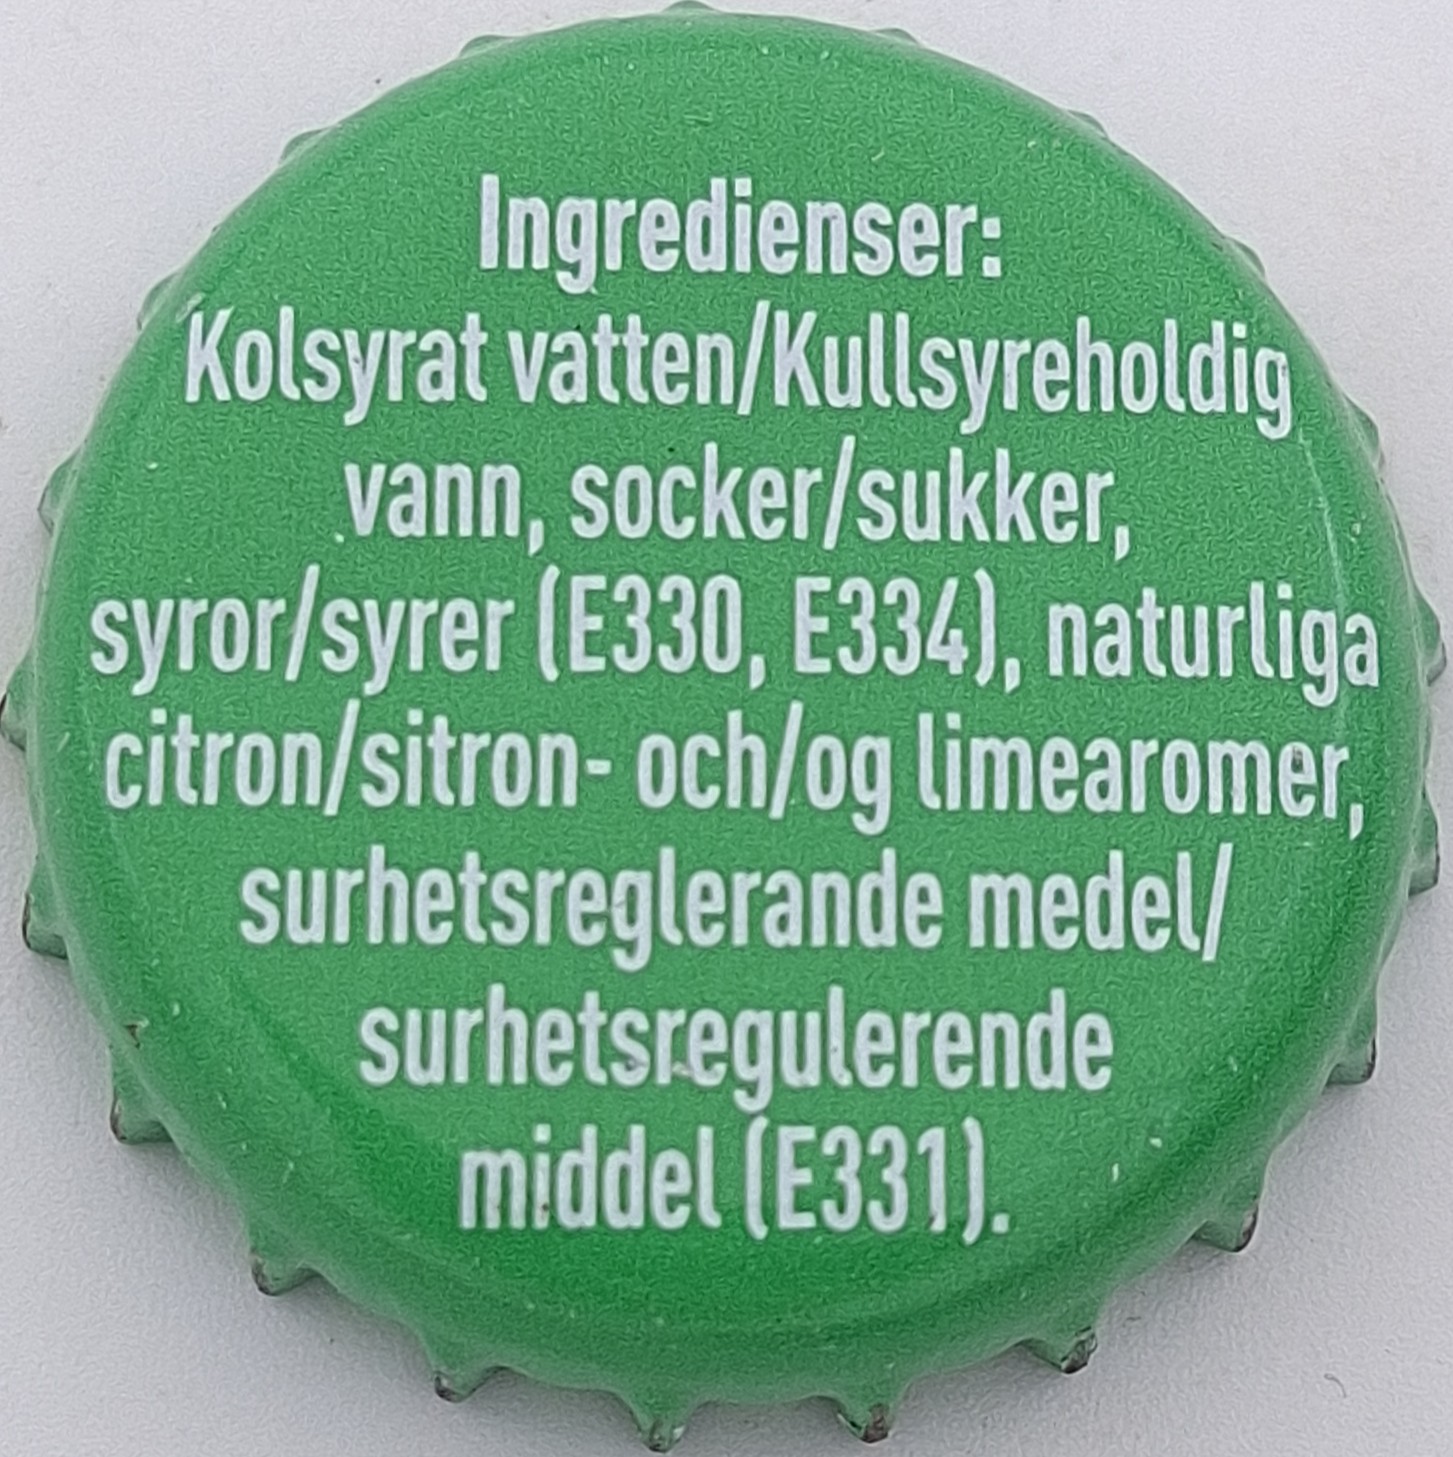 Ingredienser:
Kolsyrat vatten/Kullsyreholdig
vann, socker/sukker,
syror/syrer (E330, E334), naturliga
citron/sitron- och/og limearomer,
surhetsreglerande medel/
surhetsregulerende
middel (E331).